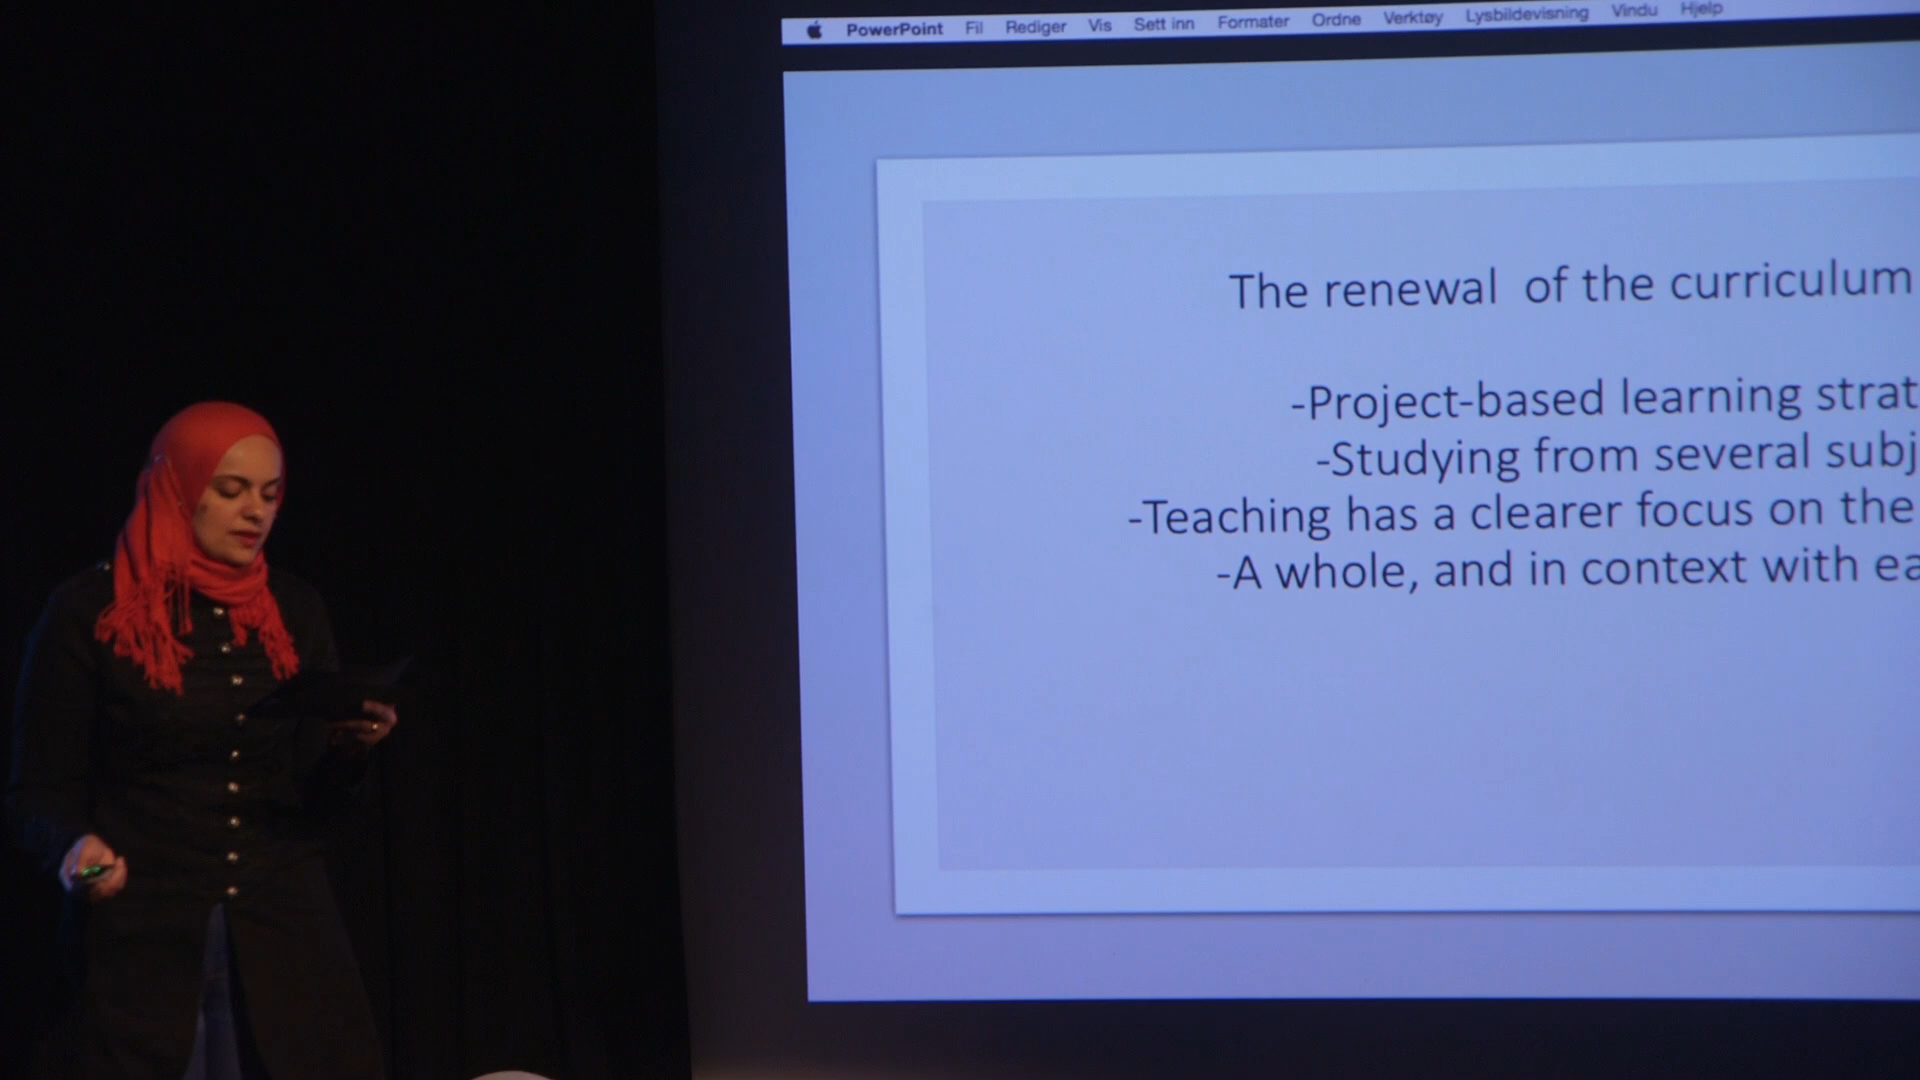 PowerPoint Fil Rediger Vis Sett inn Formater Ordne Verktøy Lysbildevisning Vindu Hjelp
The renewal of the curriculum
-Project-based learning strat
-Studying from several subj
-Teaching has a clearer focus on the
-A whole, and in context with ea